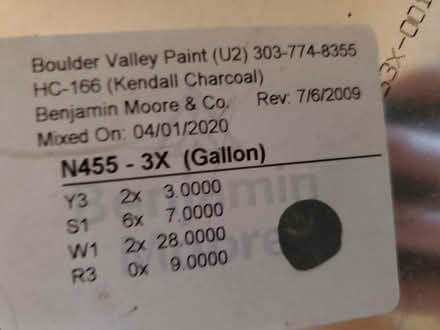 Boulder Valley Paint (U2) 303-774-8355
HC-166 (Kendall Charcoal)
Benjamin Moore & Co. Rev: 7/6/2009
Mixed On: 04/01/2020
N455 - 3X (Gallon)
Y3 2x 3.0000
S1 6x 7.0000
W1 2x 28.0000
R3 0x 9.0000
Benjamin
Moore